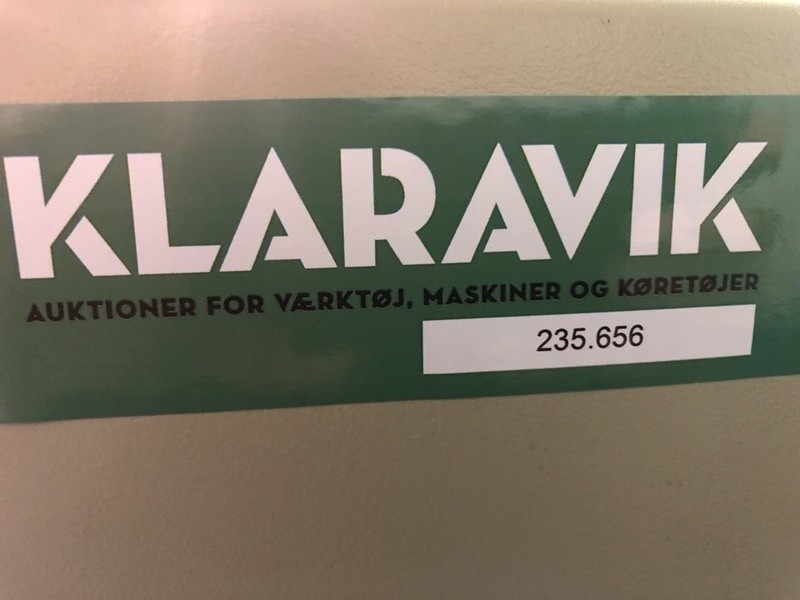 KLARAVIK
AUKTIONER FOR VÆRKTØJ, MASKINER OG KØRETØJER
235.656